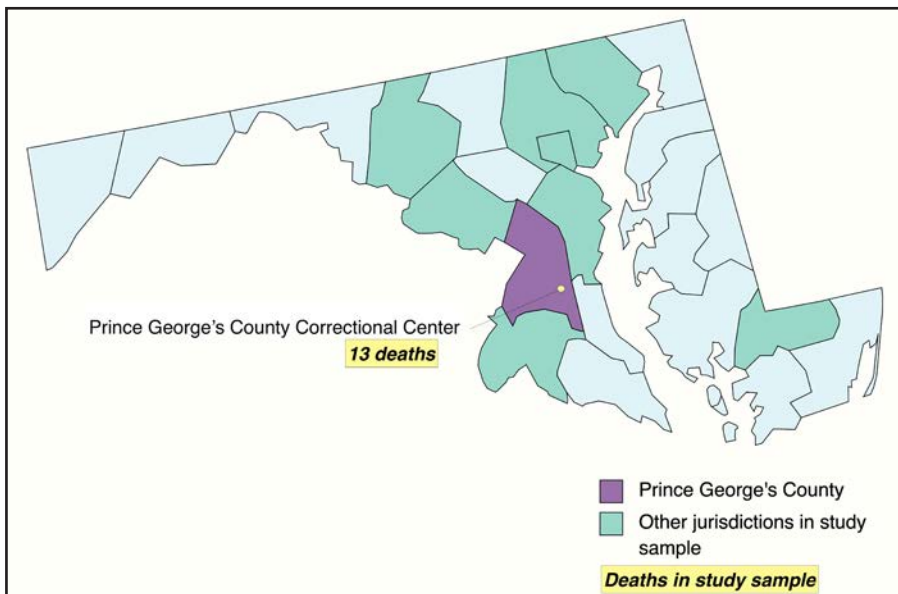 Prince George's County Correctional Center
13 deaths
Prince George's County
Other jurisdictions in study
sample
Deaths in study sample